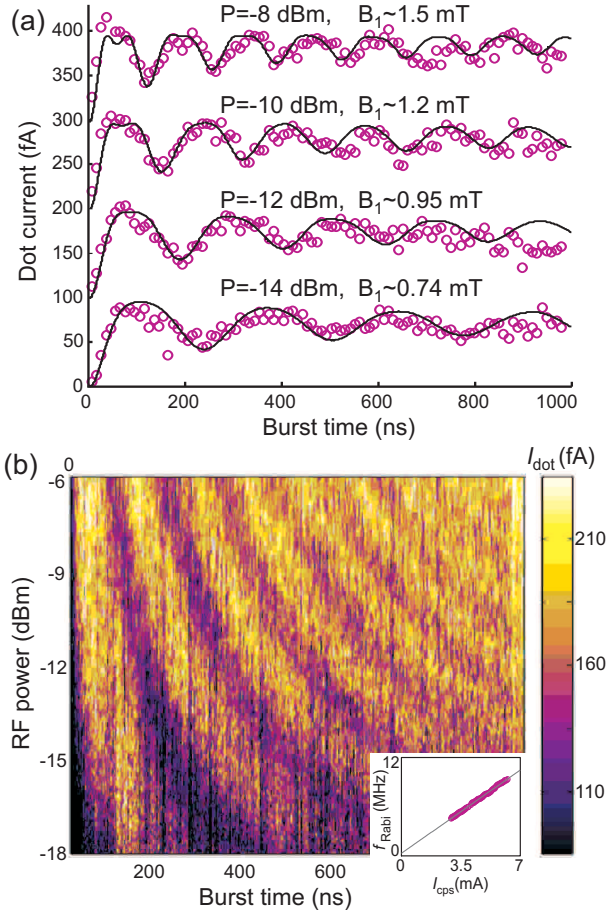 (a)
P=-8 dBm, B1~1.5 mT
P=-10 dBm, B1~1.2 mT
P=-12 dBm, B1~0.95 mT
P=-14 dBm, B1~0.74 mT
Dot current (fA)
400
350
300
250
200
150
100
50
0
0 200 400 600 800 1000
Burst time (ns)
(b)
0
Idot (fA)
RF power (dBm)
-6
-9
-12
-15
-18
210
160
110
200 400 600
Burst time (ns)
fRabi (MHz)
12
0
0 3.5 7
Icps(mA)